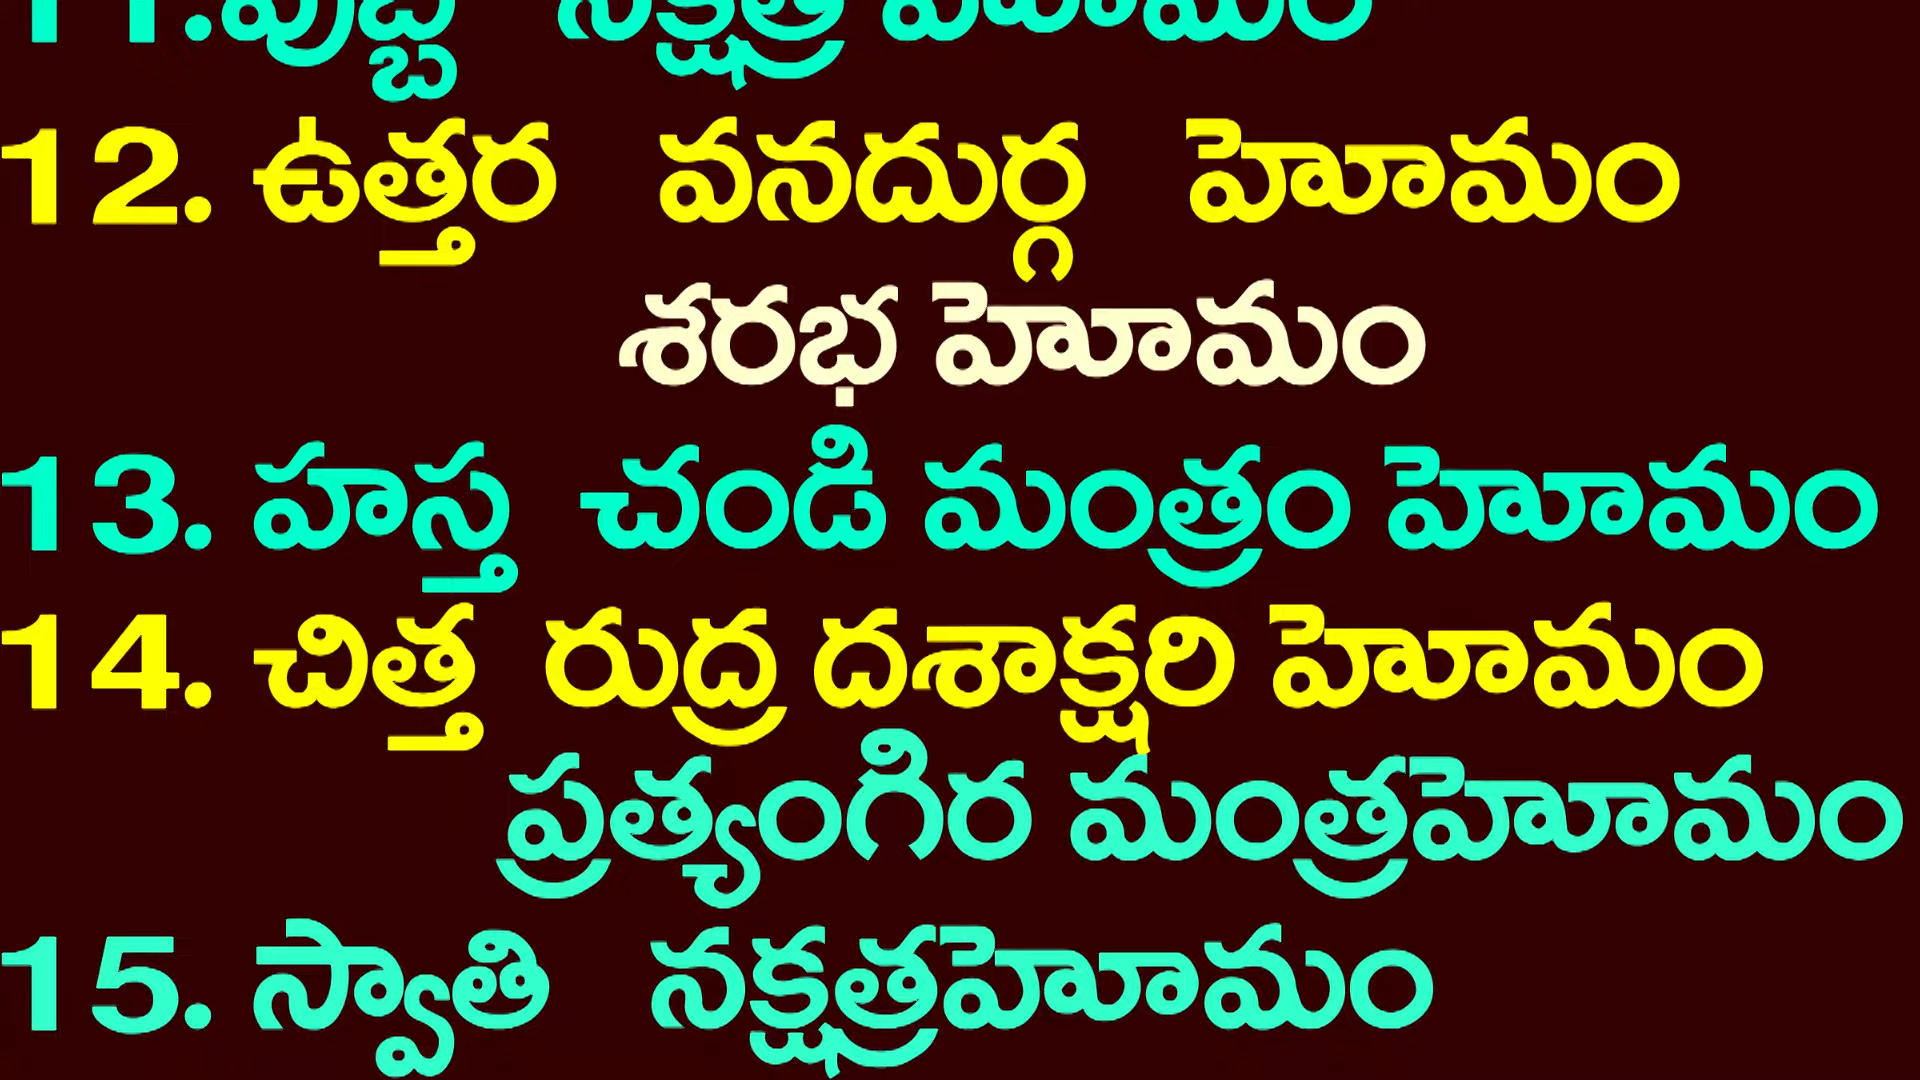 11.పుబ్బ నక్షత్ర హోమం
12. ఉత్తర వనదుర్గ హోమం
శరభ హోమం
13. హస్త చండి మంత్రం హోమం
14. చిత్త రుద్ర దశాక్షరి హోమం
ప్రత్యంగిర మంత్రహోమం
15. స్వాతి నక్షత్రహోమం